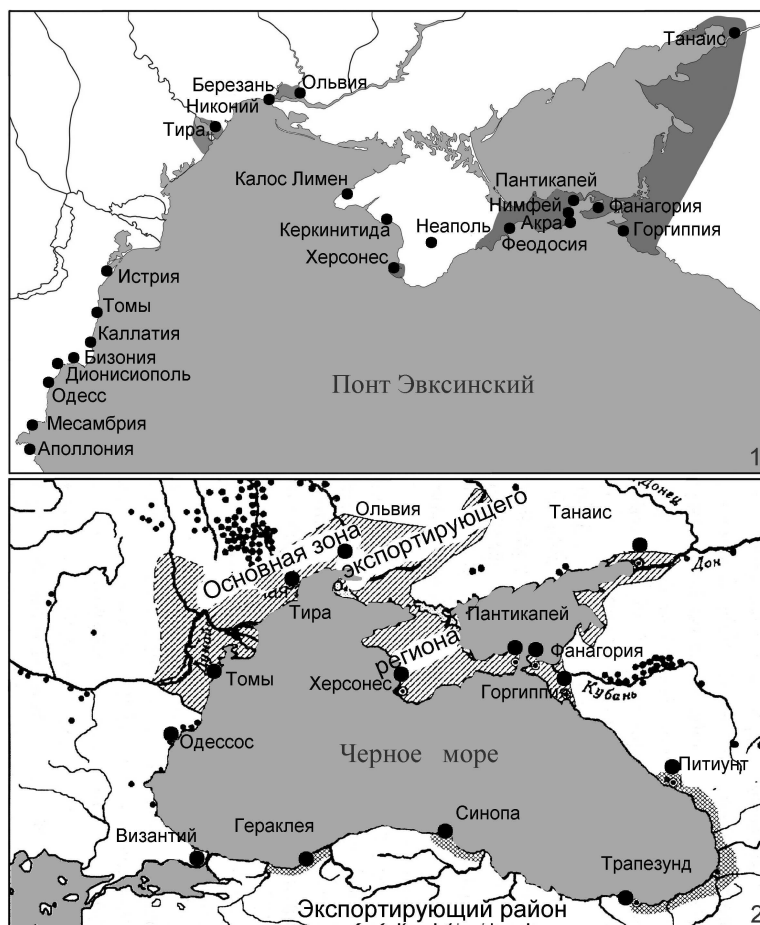 Танаис
Березань
Ольвия
Никоний
Тира
Калос Лимен
Пантикапей
Нимфей
Фанагория
Керкинитида
Неаполь
Акра
Горгиппия
Феодосия
Херсонес
Истрия
Томы
Каллатия
Бизония
Дионисиополь
Одесс
Месамбрия
Аполлония
Понт Эвксинский
1
Донец
Ольвия
Танаис
Основная зона
экспортирующего
Дон
Тира
Пантикапей
региона
Фанагория
Томы
Херсонес
Горгиппия
Кубань
Одессос
Черное море
Питиунт
Синопа
Византий
Гераклея
Трапезунд
Экспортирующий район
2